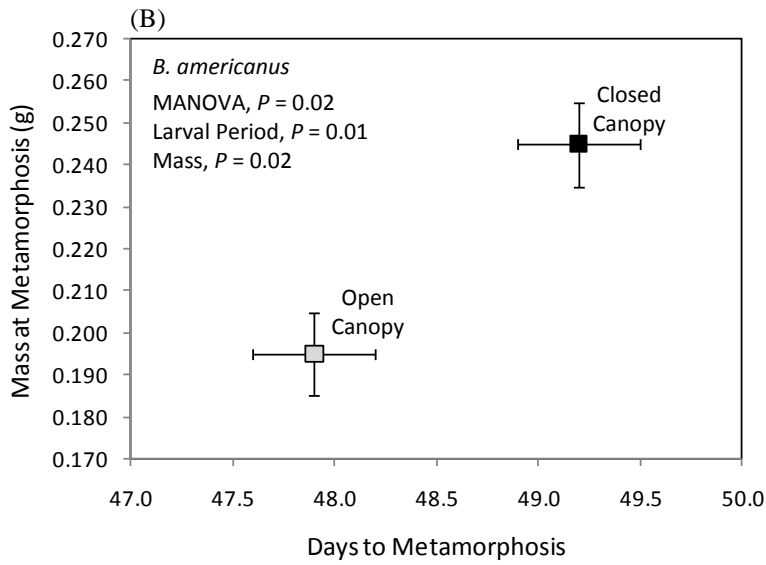 (B)
0.270
0.260
0.250
0.240
0.230
0.220
0.210
0.200
0.190
0.180
0.170
Mass at Metamorphosis (g)
B. americanus
MANOVA, P = 0.02
Larval Period, P = 0.01
Mass, P = 0.02
Closed
Canopy
Open
Canopy
47.0 47.5 48.0 48.5 49.0 49.5 50.0
Days to Metamorphosis